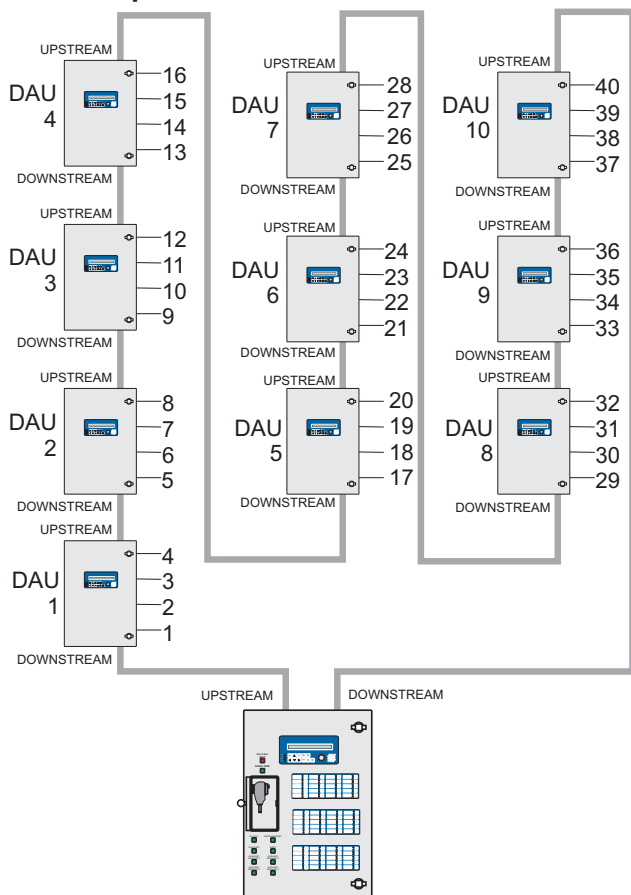 UPSTREAM
DAU
4
16
15
14
13
DOWNSTREAM
UPSTREAM
DAU
3
12
11
10
9
DOWNSTREAM
UPSTREAM
DAU
2
8
7
6
5
DOWNSTREAM
UPSTREAM
DAU
1
4
3
2
1
DOWNSTREAM
UPSTREAM
DAU
7
28
27
26
25
DOWNSTREAM
UPSTREAM
DAU
6
24
23
22
21
DOWNSTREAM
UPSTREAM
DAU
5
20
19
18
17
DOWNSTREAM
UPSTREAM
DAU
10
40
39
38
37
DOWNSTREAM
UPSTREAM
DAU
9
36
35
34
33
DOWNSTREAM
UPSTREAM
DAU
8
32
31
30
29
DOWNSTREAM
UPSTREAM
DOWNSTREAM